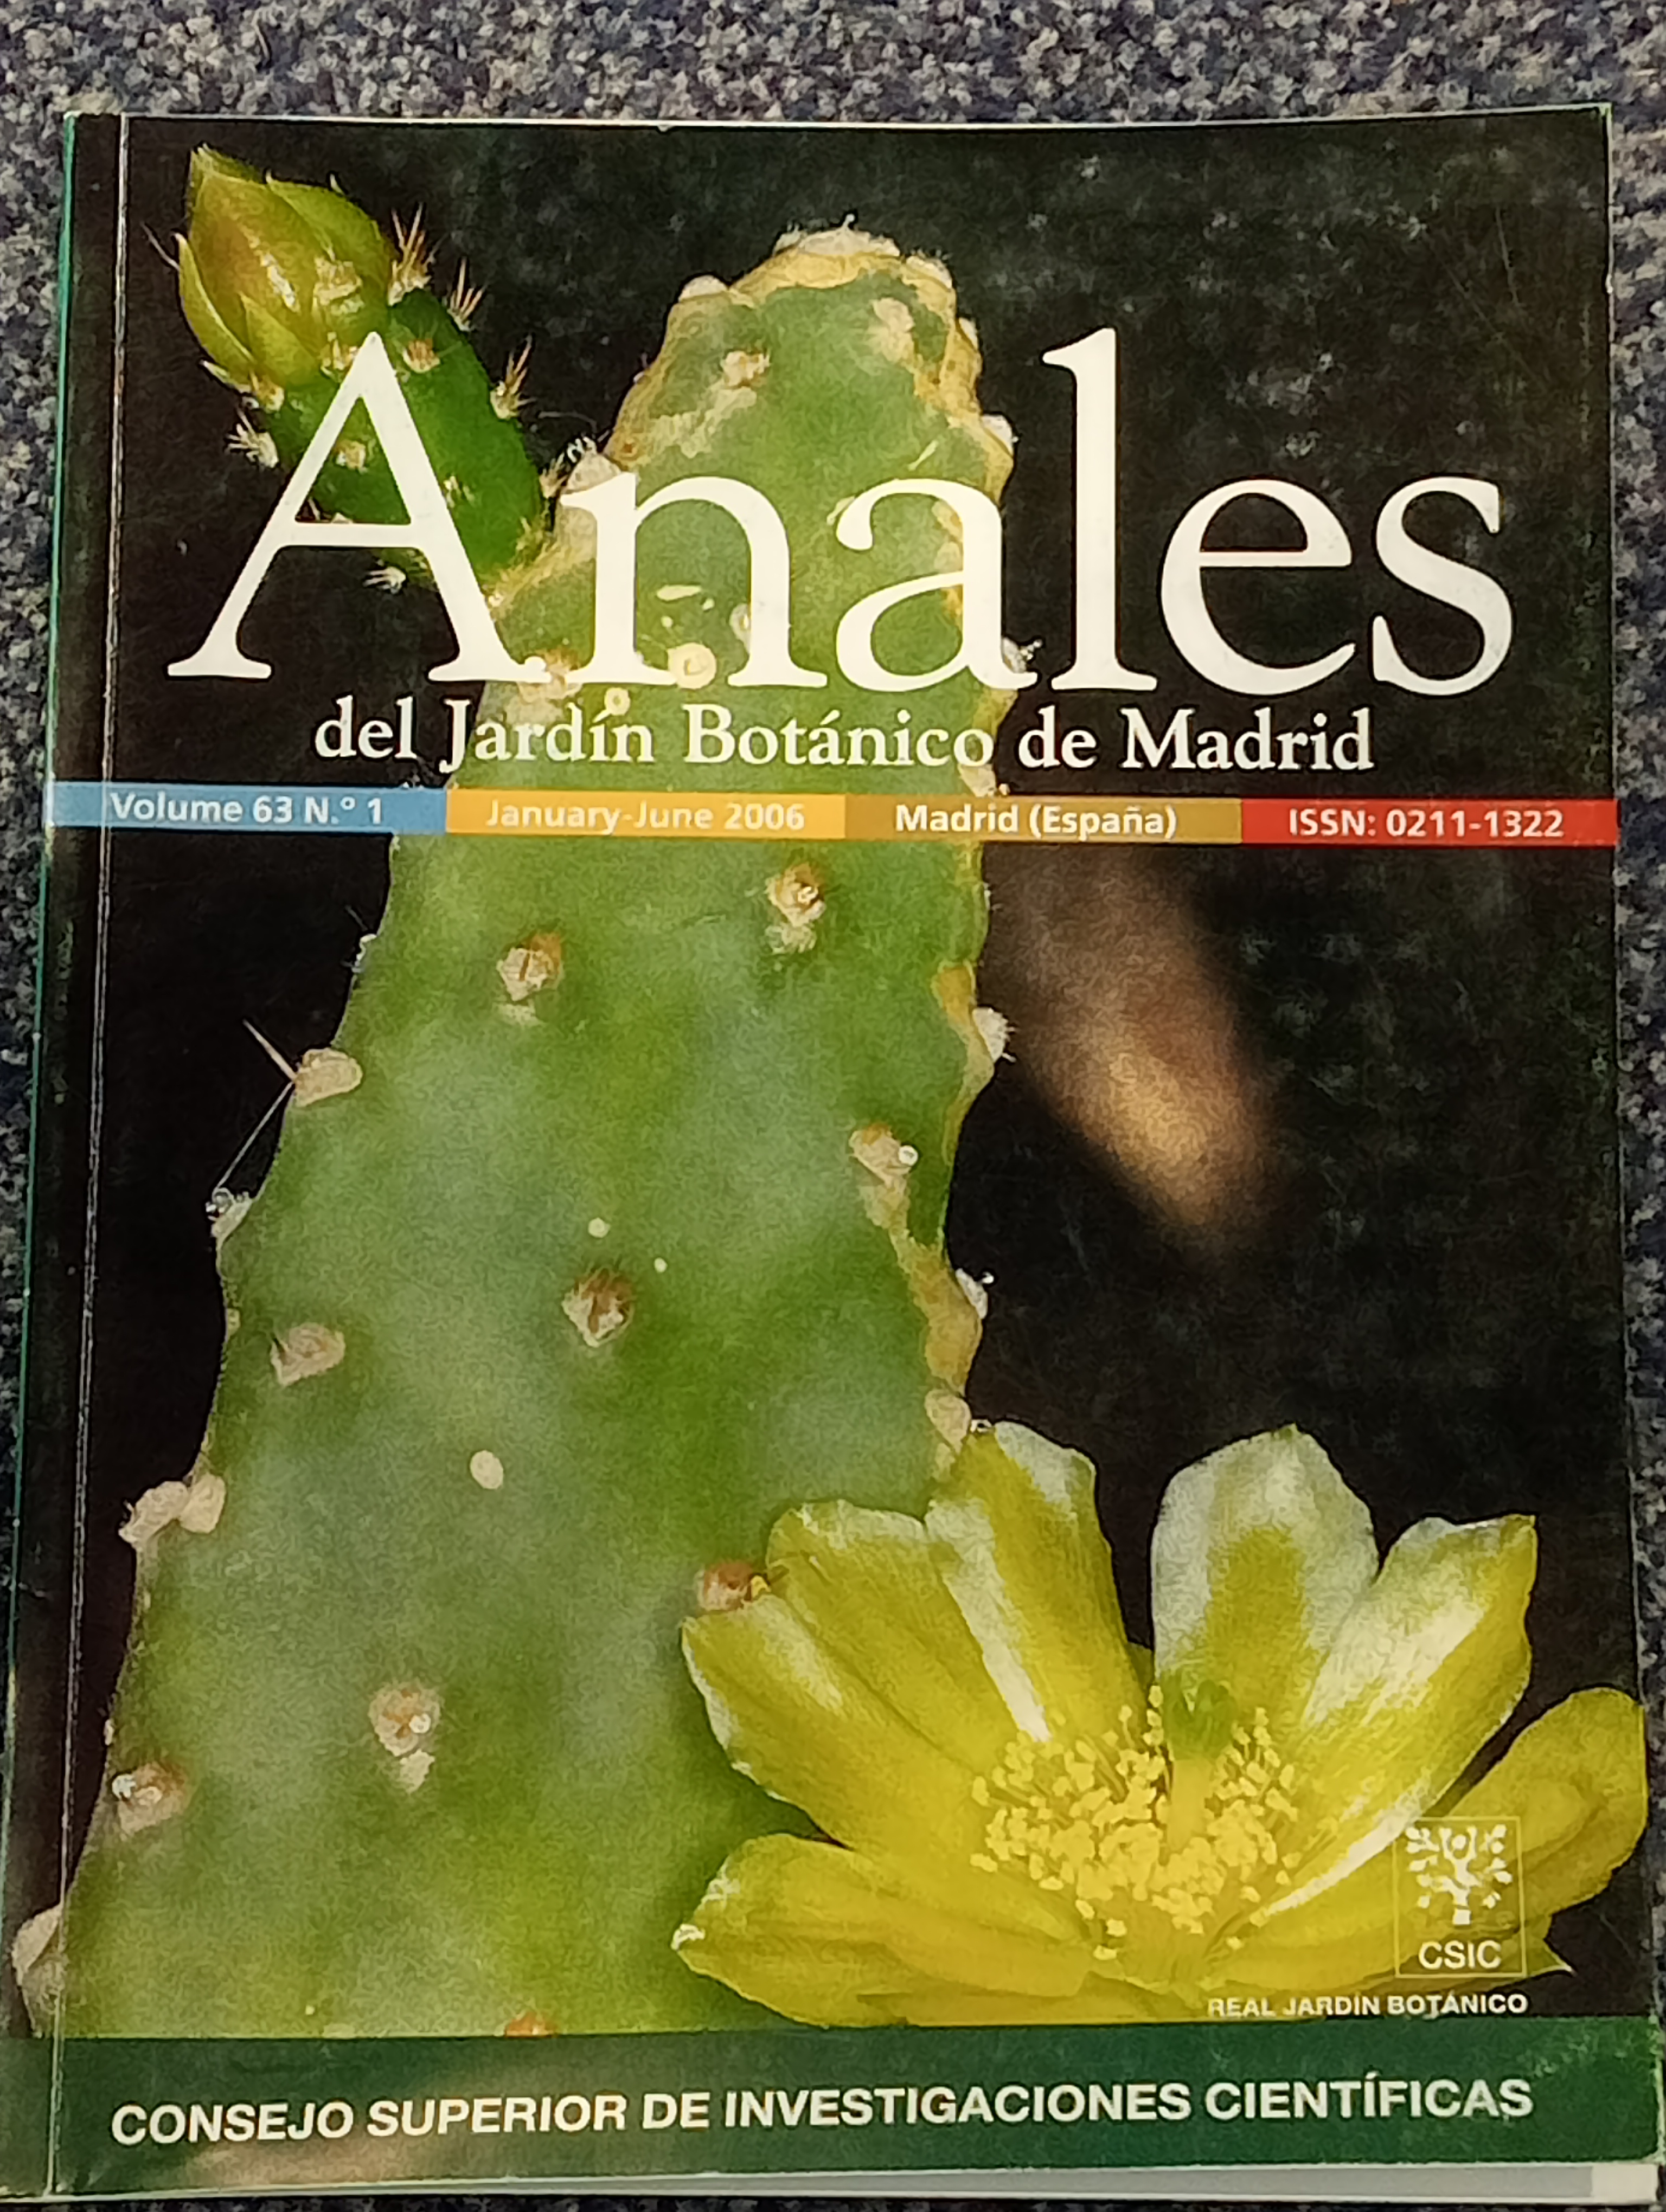 Anales
del Jardín Botánico de Madrid
Volume 63 N.º 1 January-June 2006 Madrid (España) ISSN: 0211-1322
CSIC
REAL JARDÍN BOTÁNICO
CONSEJO SUPERIOR DE INVESTIGACIONES CIENTÍFICAS